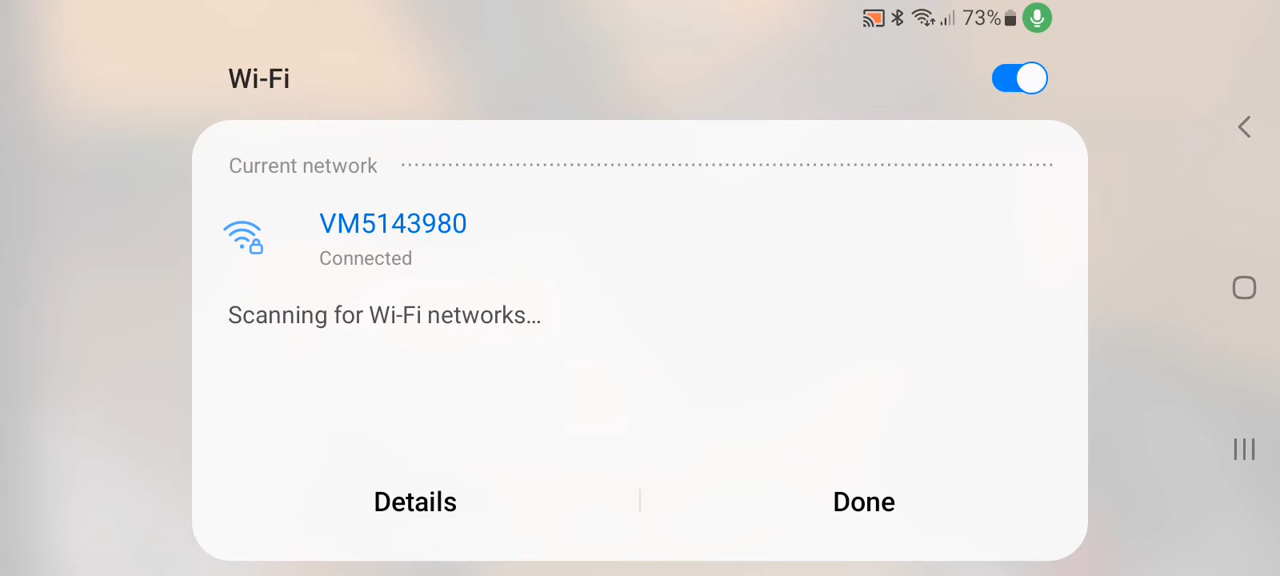 73%
Wi-Fi
Current network
VM5143980
Connected
Scanning for Wi-Fi networks...
Details
Done